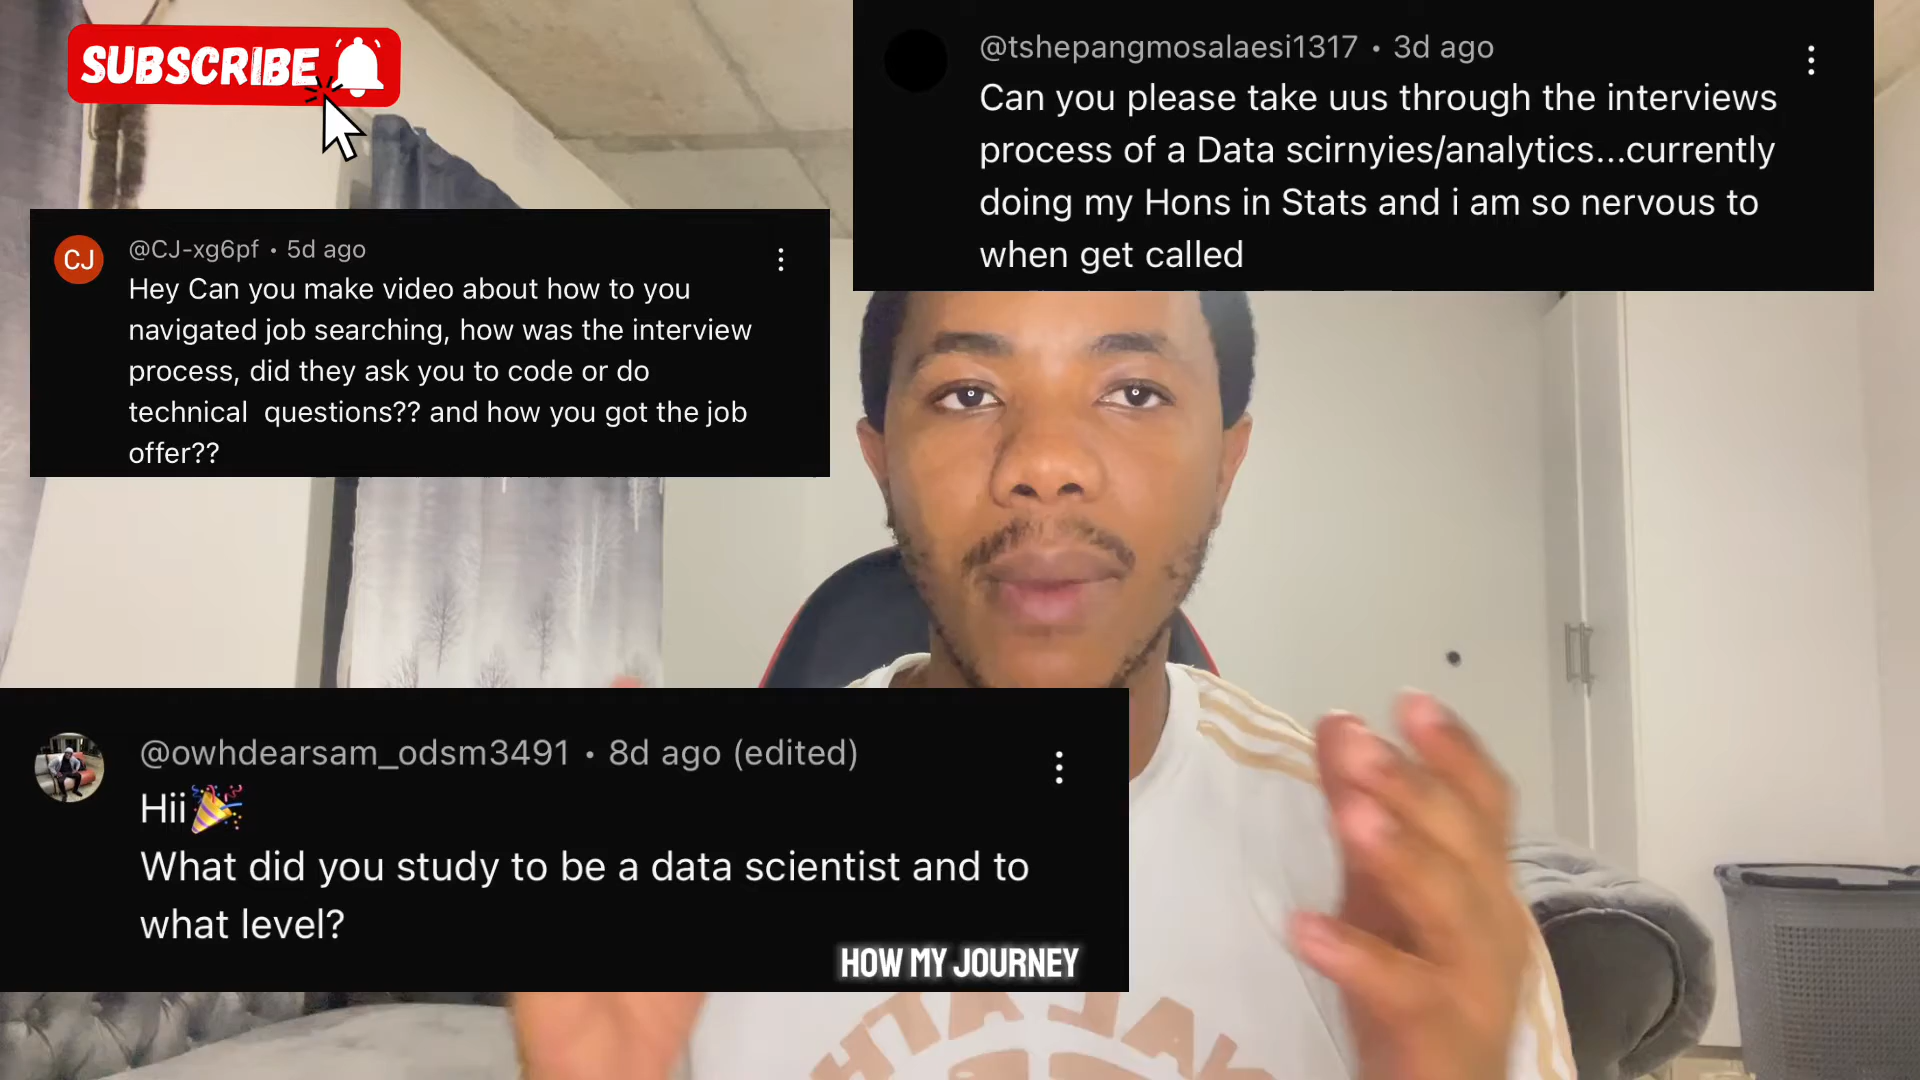 SUBSCRIBE
@tshepangmosalaesi1317 • 3d ago
Can you please take uus through the interviews
process of a Data scirnyies/analytics...currently
doing my Hons in Stats and i am so nervous to
when get called
CJ
@CJ-xg6pf • 5d ago
Hey Can you make video about how to you
navigated job searching, how was the interview
process, did they ask you to code or do
technical  questions?? and how you got the job
offer??
@owhdearsam_odsm3491 • 8d ago (edited)
Hii🎉
What did you study to be a data scientist and to
what level?
HOW MY JOURNEY